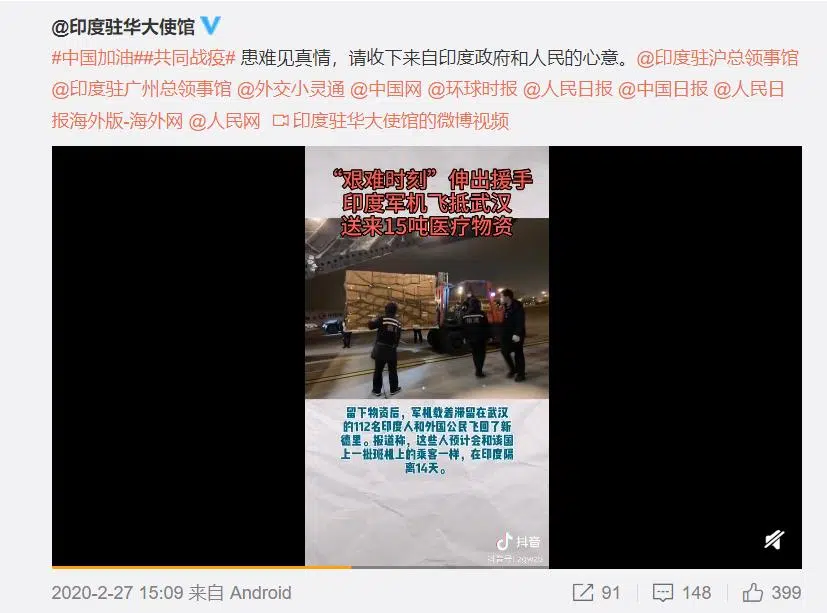 @印度驻华大使馆
#中国加油##共同战疫# 患难见真情，请收下来自印度政府和人民的心意。@印度驻沪总领事馆
@印度驻广州总领事馆 @外交小灵通 @中国网 @环球时报 @人民日报 @中国日报 @人民日
报海外版-海外网 @人民网 印度驻华大使馆的微博视频
“艰难时刻”伸出援手
印度军机飞抵武汉
送来15吨医疗物资
留下物资后，军机载着滞留在武汉
的112名印度人和外国公民飞回了新
德里。报道称，这些人预计会和该国
上一批班机上的乘客一样，在印度隔
离14天。
抖音
2020-2-27 15:09 来自 Android
91
148
399